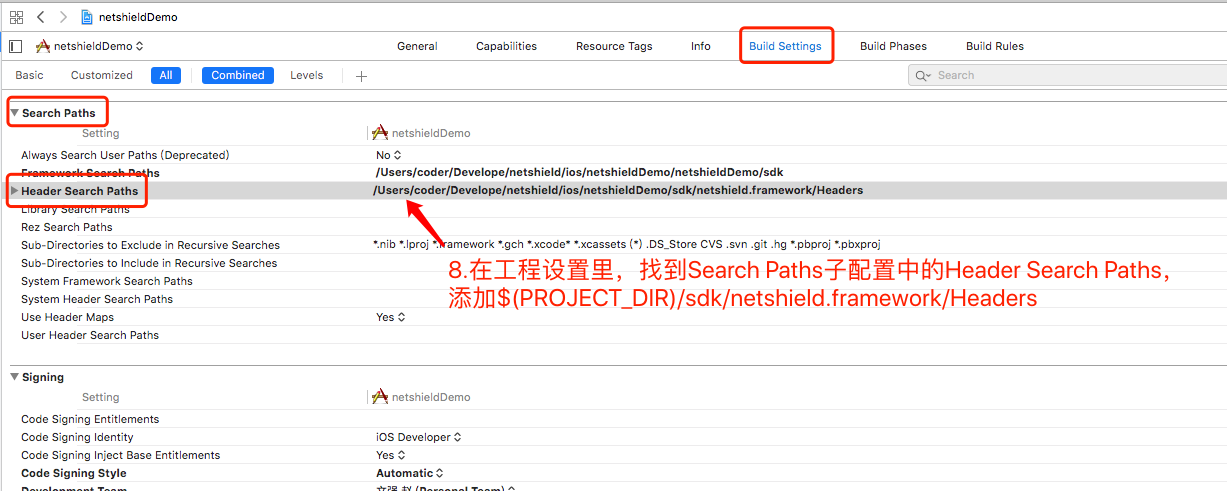 netshieldDemo
netshieldDemo General Capabilities Resource Tags Info Build Settings Build Phases Build Rules
Basic Customized All Combined Levels Search
Search Paths
Setting netshieldDemo
Always Search User Paths (Deprecated) No
Framework Search Paths /Users/coder/Develope/netshield/ios/netshieldDemo/netshieldDemo/sdk
Header Search Paths /Users/coder/Develope/netshield/ios/netshieldDemo/sdk/netshield.framework/Headers
Library Search Paths
Rez Search Paths
Sub-Directories to Exclude in Recursive Searches *.nib *.lproj *.framework *.gch *.xcode* *.xcassets (*) .DS_Store CVS .svn .git .hg *.pbproj *.pbxproj
Sub-Directories to Include in Recursive Searches
System Framework Search Paths
System Header Search Paths
Use Header Maps Yes
User Header Search Paths
8.在工程设置里，找到Search Paths子配置中的Header Search Paths，
添加$(PROJECT_DIR)/sdk/netshield.framework/Headers
Signing
Setting netshieldDemo
Code Signing Entitlements
Code Signing Identity iOS Developer
Code Signing Inject Base Entitlements Yes
Code Signing Style Automatic
Development Team 文强 赵 (Personal Team)